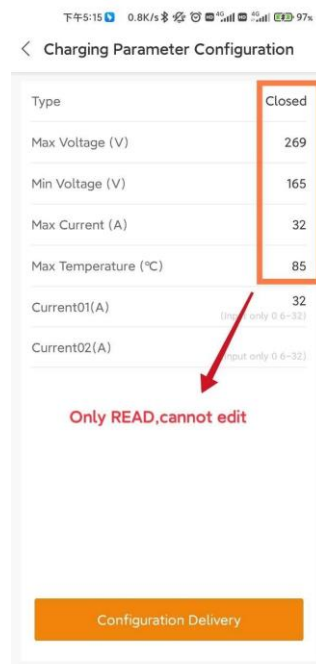 下午5:15 0.8K/s 4G 4G 97%
< Charging Parameter Configuration
Type Closed
Max Voltage (V) 269
Min Voltage (V) 165
Max Current (A) 32
Max Temperature (℃) 85
Current01(A) 32
(Input only 0 6~32)
Current02(A)
(Input only 0 6~32)
Only READ,cannot edit
Configuration Delivery